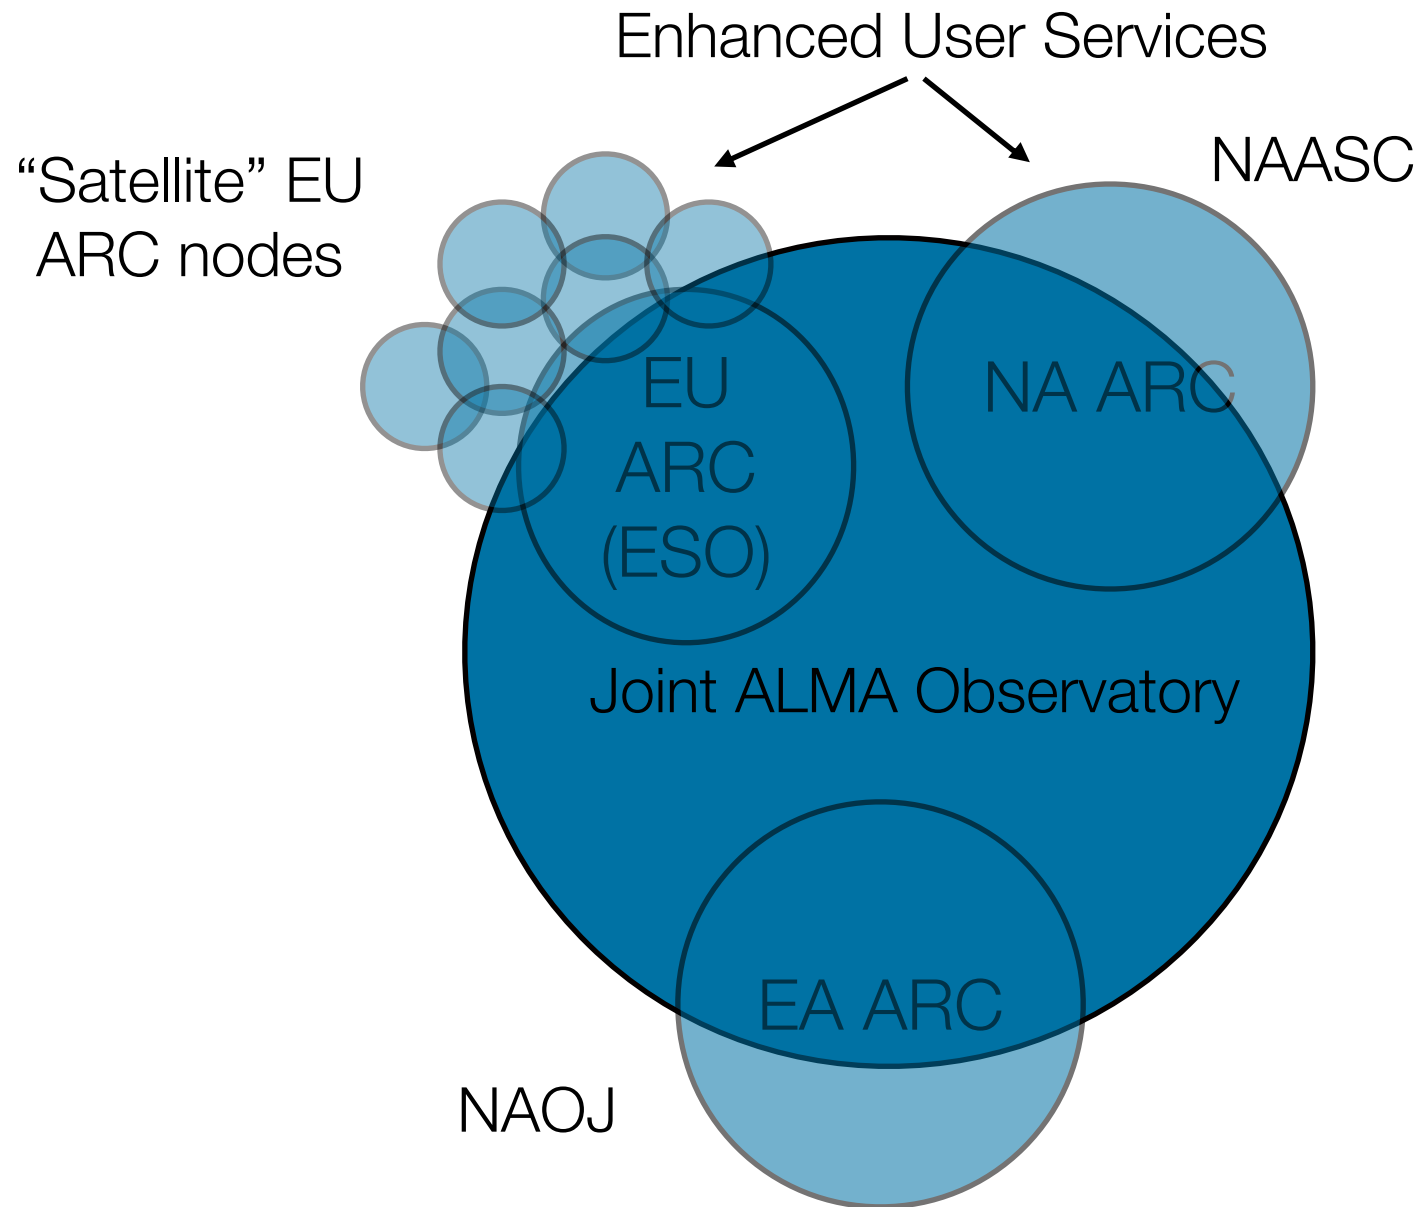 Enhanced User Services
NAASC
“Satellite” EU
ARC nodes
EU
ARC
(ESO)
NA ARC
Joint ALMA Observatory
EA ARC
NAOJ